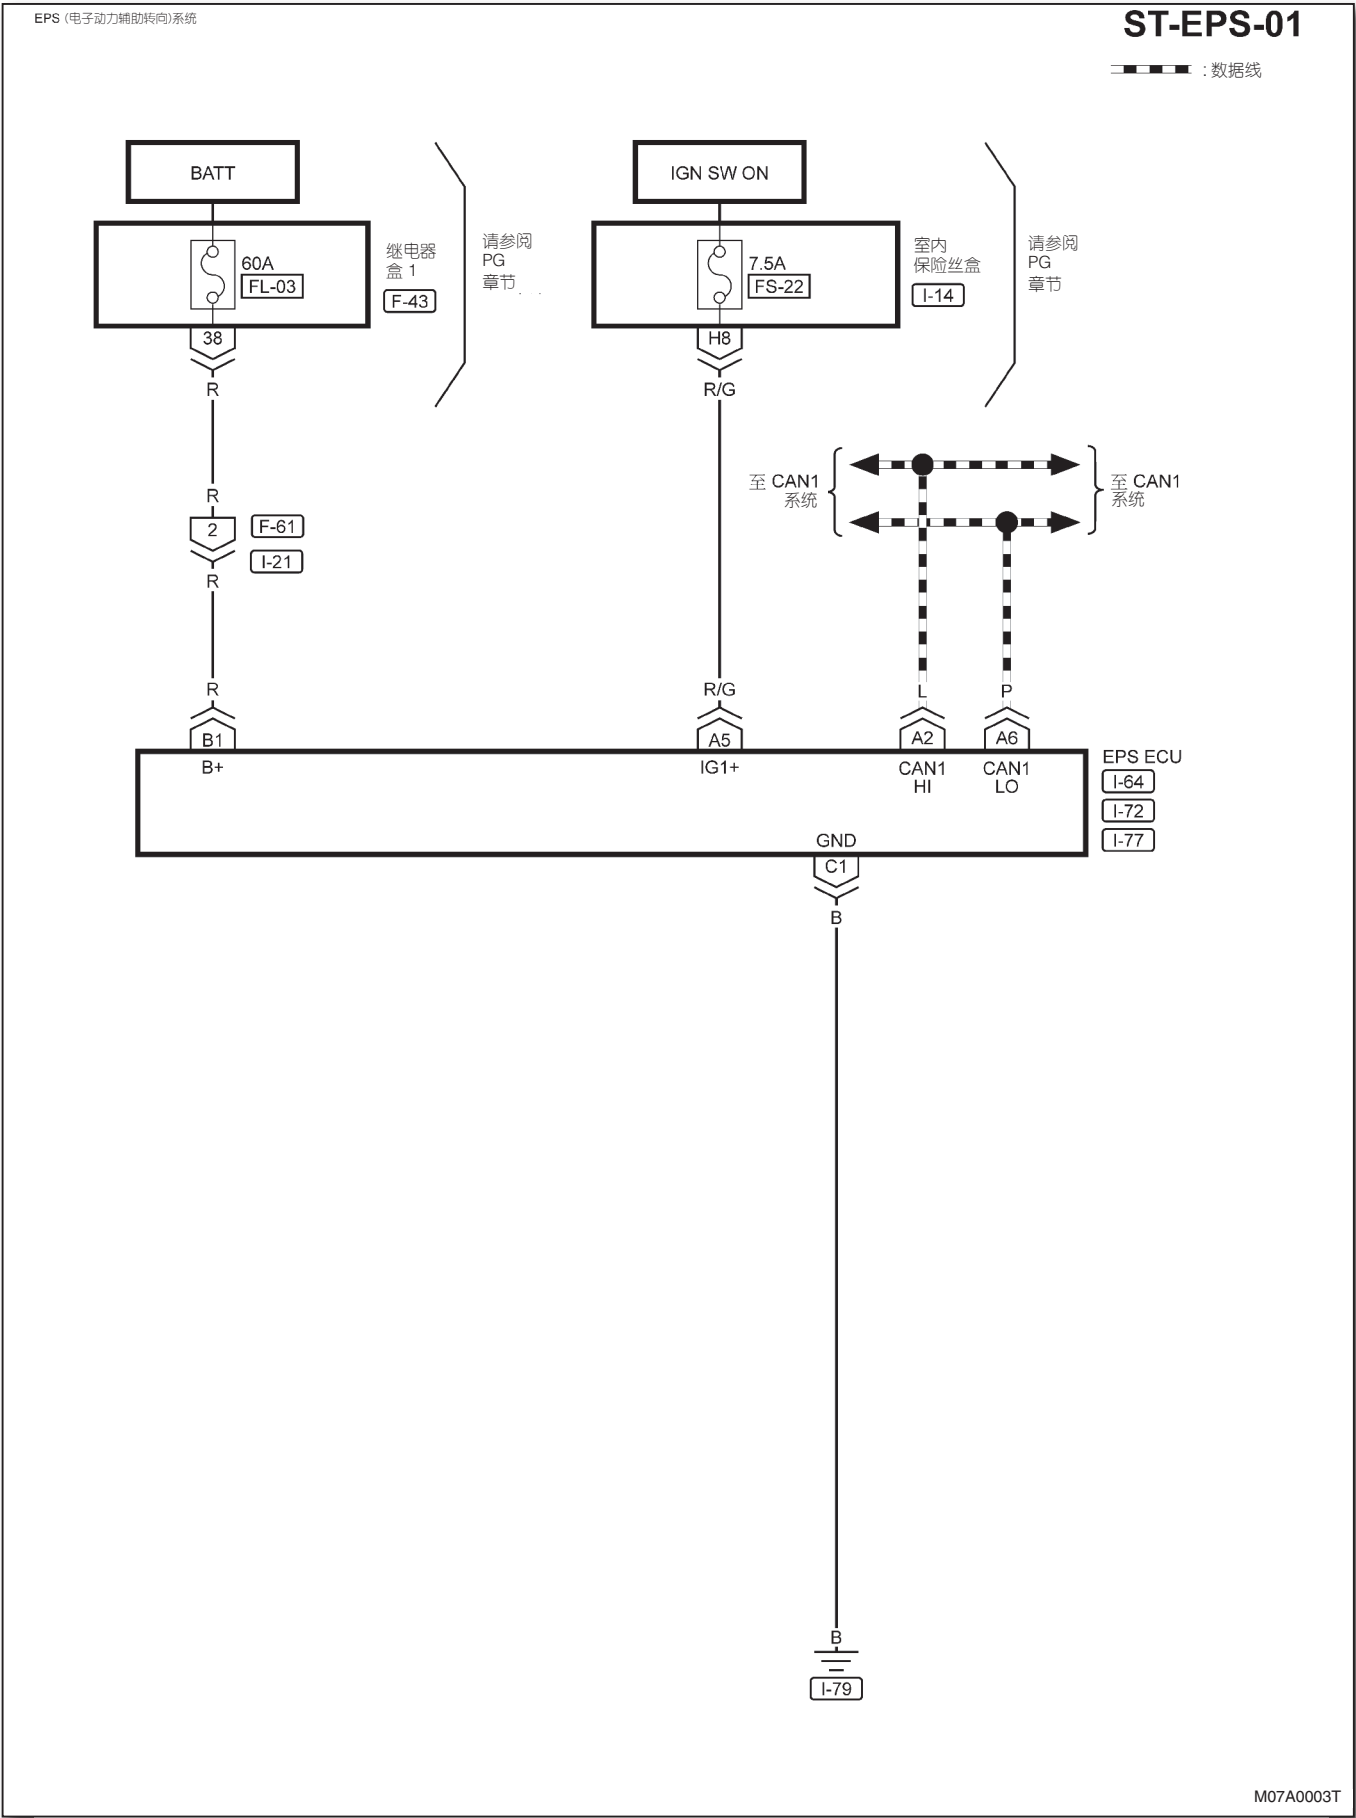 EPS (电子动力辅助转向)系统
ST-EPS-01
: 数据线
BATT
IGN SW ON
60A
FL-03
继电器
盒 1
F-43
请参阅
PG
章节
7.5A
FS-22
室内
保险丝盒
I-14
请参阅
PG
章节
38
H8
R
R/G
至 CAN1
系统
至 CAN1
系统
R
2
F-61
I-21
R
R
R/G
L
P
B1
A5
A2
A6
B+
IG1+
CAN1
HI
CAN1
LO
EPS ECU
I-64
I-72
I-77
GND
C1
B
B
I-79
M07A0003T